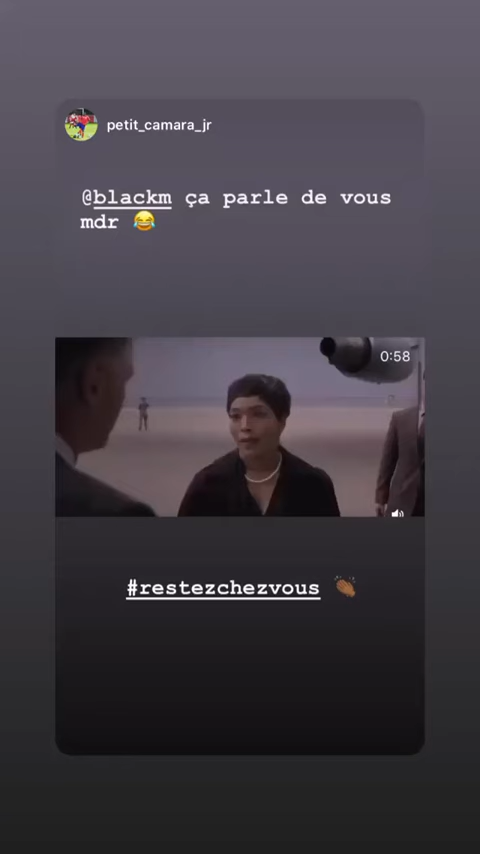 petit_camara_jr
@blackm ça parle de vous
mdr 😂
0:58
#restezchezvous 👏🏾